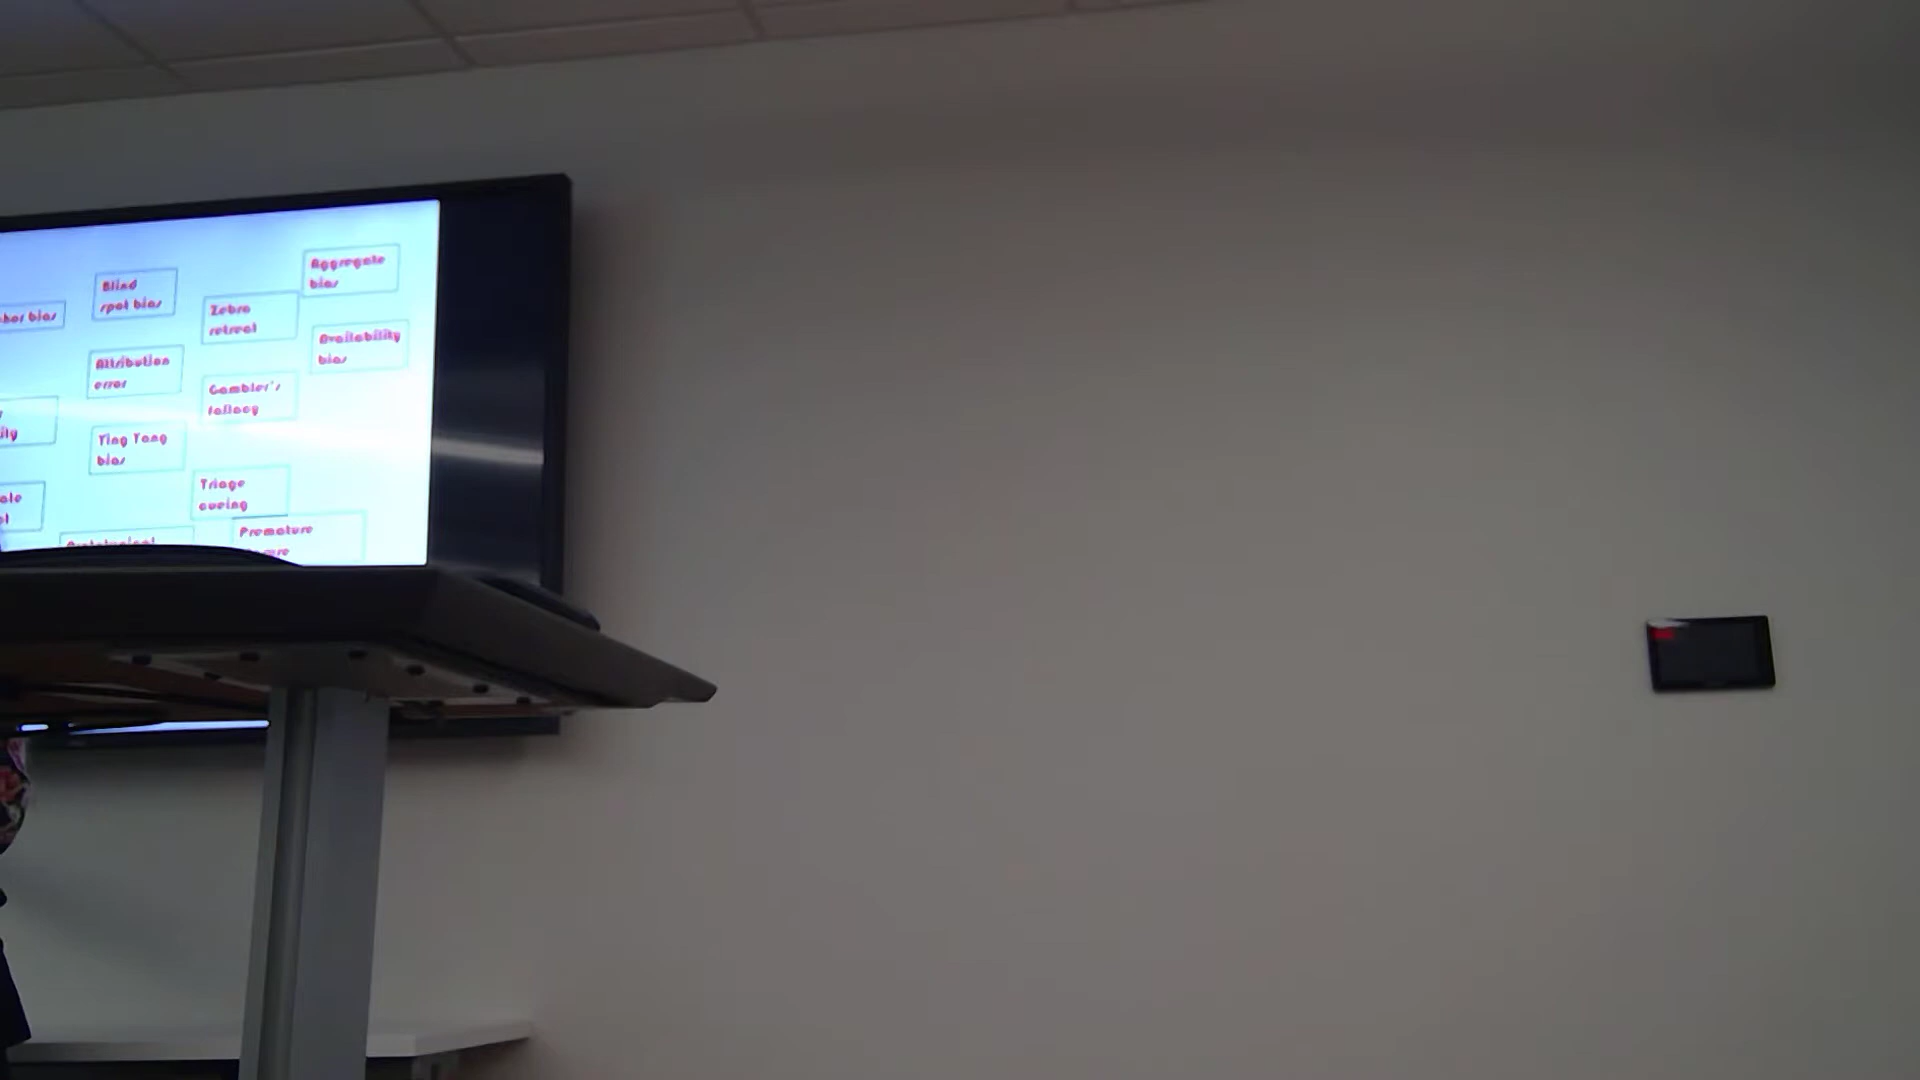 Aggregate
bias
Blind
spot bias
Zebra
retreat
bias
Availability
bias
Attribution
error
Gambler's
fallacy
Ying Yang
bias
Triage
cueing
Premature